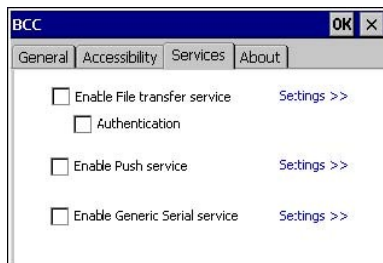 BCC OK ×
General Accessibility Services About
Enable File transfer service Settings >>
Authentication
Enable Push service Settings >>
Enable Generic Serial service Settings >>